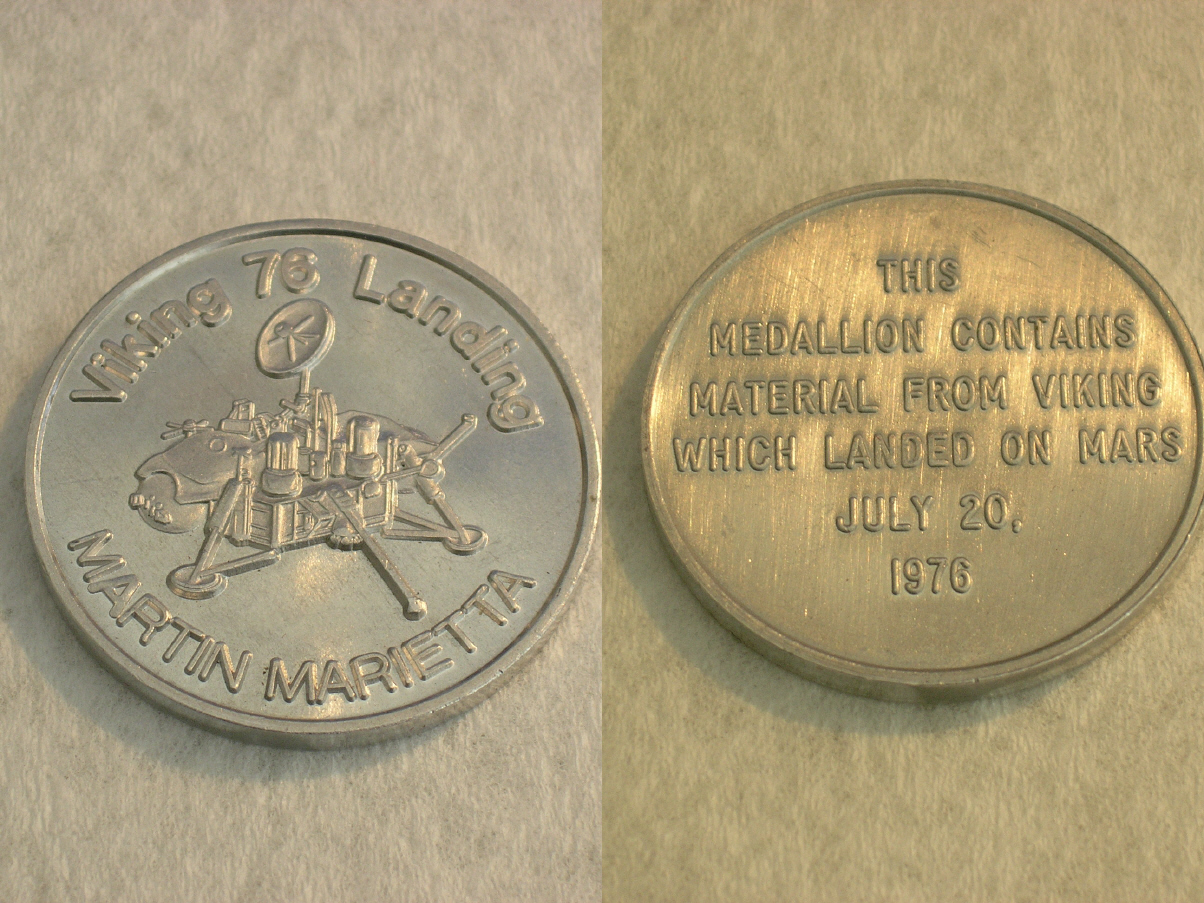 Viking 76 Landing
MARTIN MARIETTA
THIS
MEDALLION CONTAINS
MATERIAL FROM VIKING
WHICH LANDED ON MARS
JULY 20,
1976